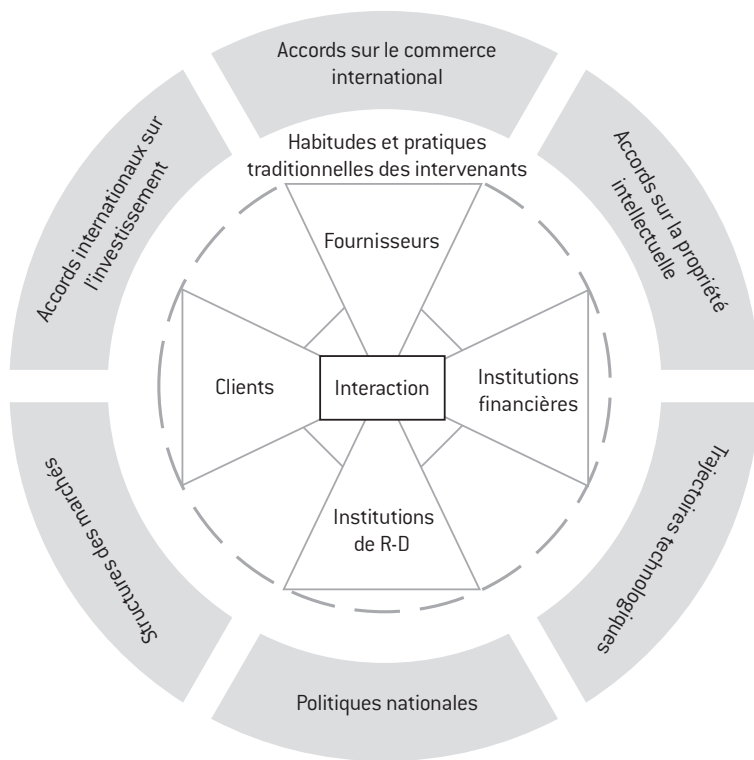 Accords sur le commerce
international
Accords internationaux sur
l'investissement
Accords sur la propriété
intellectuelle
Habitudes et pratiques
traditionnelles des intervenants
Fournisseurs
Clients
Interaction
Institutions
financières
Institutions
de R-D
Structures des marchés
Trajectoires technologiques
Politiques nationales